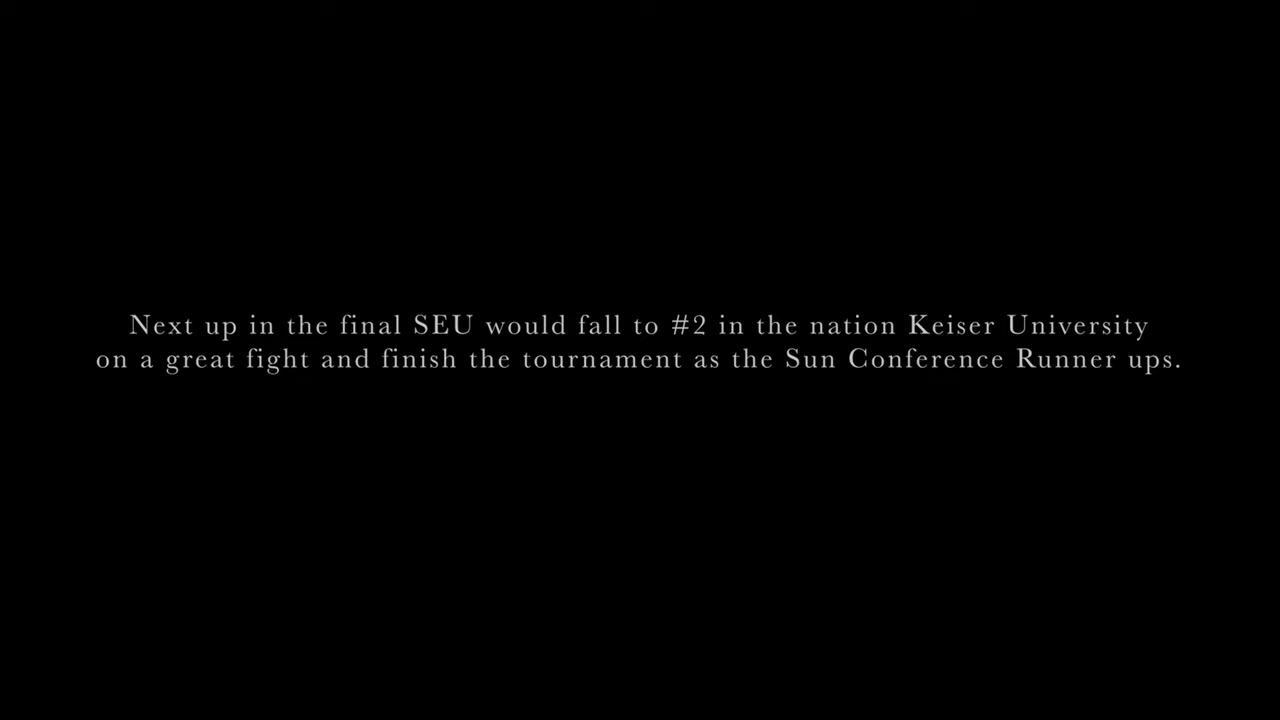 Next up in the final SEU would fall to #2 in the nation Keiser University
on a great fight and finish the tournament as the Sun Conference Runner ups.